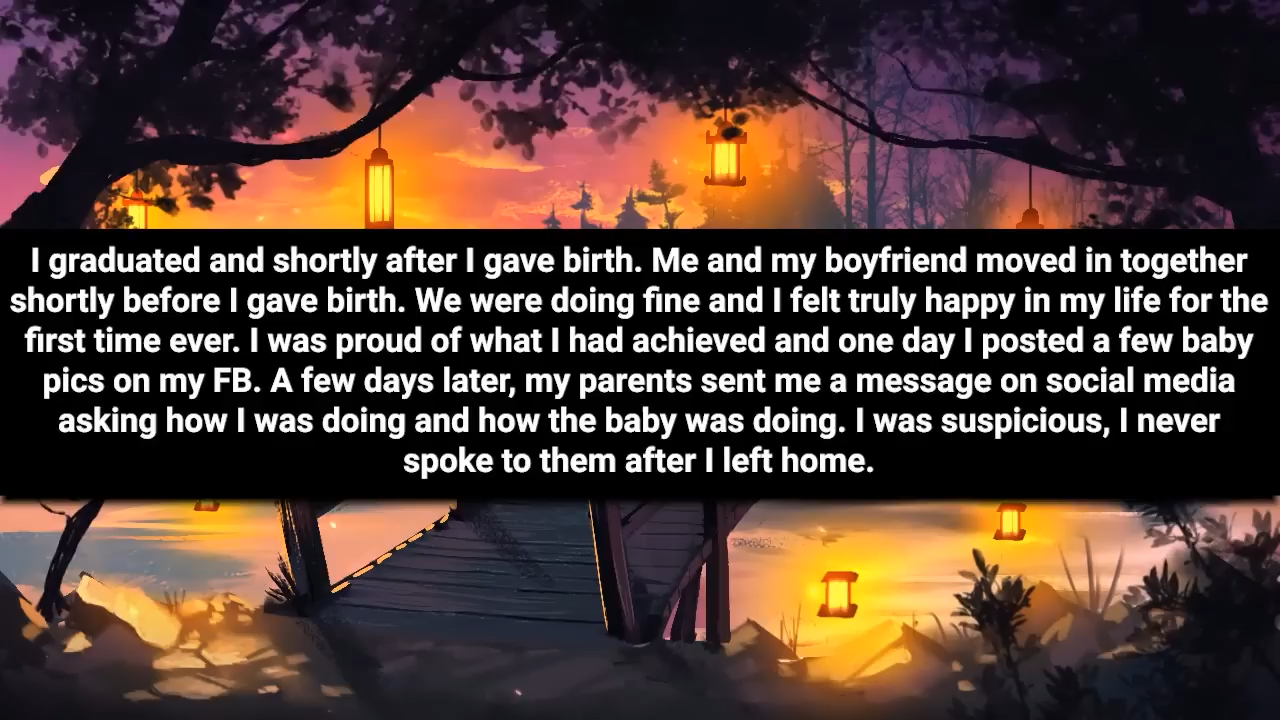 I graduated and shortly after I gave birth. Me and my boyfriend moved in together
shortly before I gave birth. We were doing fine and I felt truly happy in my life for the
first time ever. I was proud of what I had achieved and one day I posted a few baby
pics on my FB. A few days later, my parents sent me a message on social media
asking how I was doing and how the baby was doing. I was suspicious, I never
spoke to them after I left home.